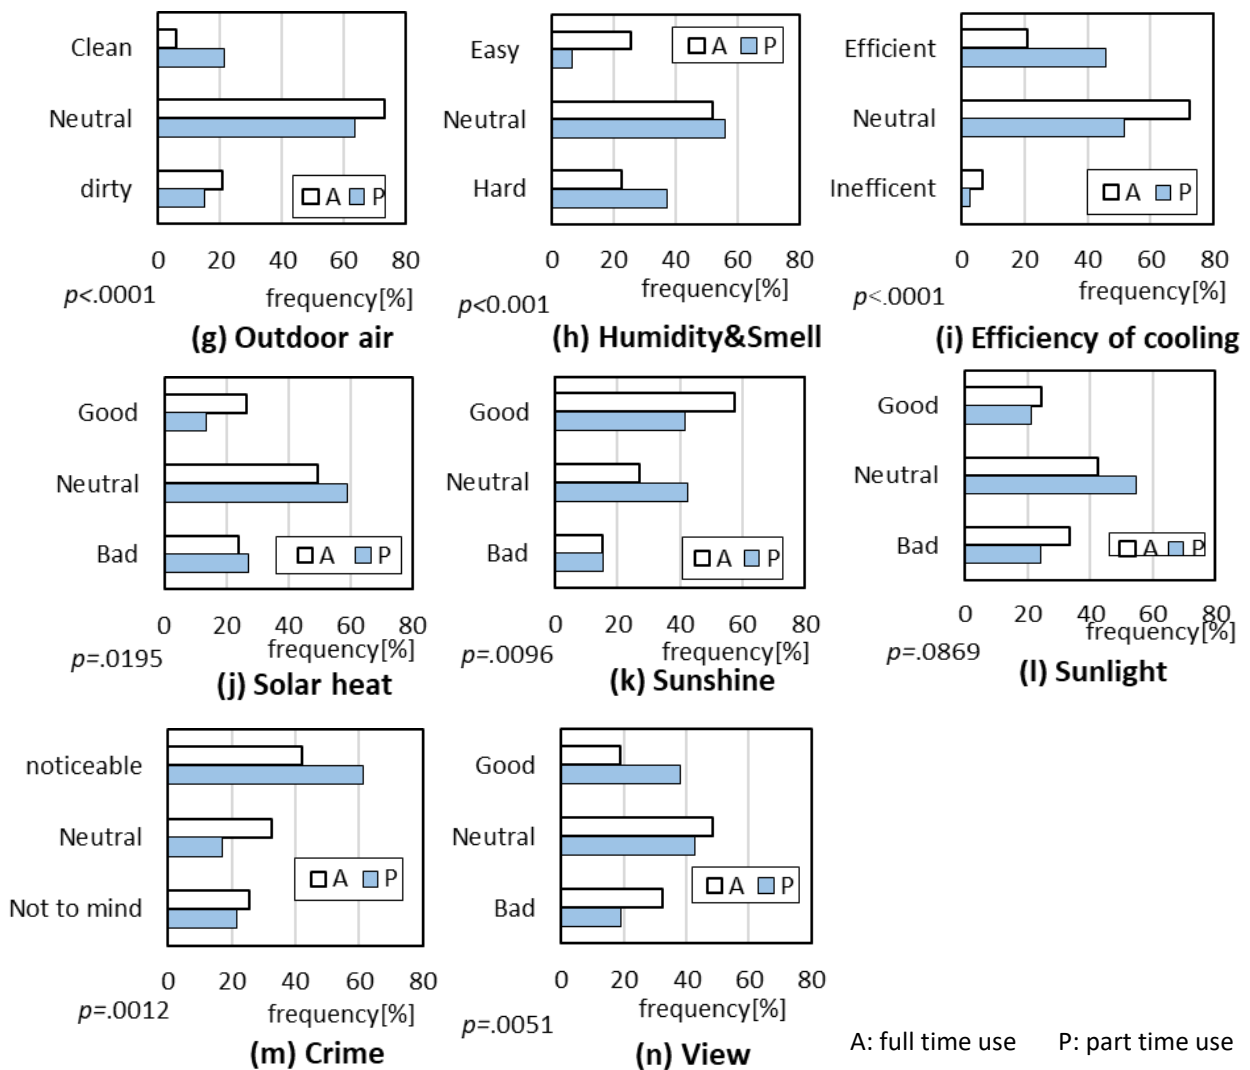 Clean
Neutral
dirty
A P
0 20 40 60 80
p<.0001
frequency[%]
(g) Outdoor air
Easy
Neutral
Hard
A P
0 20 40 60 80
p<0.001
frequency[%]
(h) Humidity&Smell
Efficient
Neutral
Inefficent
A P
0 20 40 60 80
p<.0001
frequency[%]
(i) Efficiency of cooling
Good
Neutral
Bad
A P
0 20 40 60 80
p=.0195
frequency[%]
(j) Solar heat
Good
Neutral
Bad
A P
0 20 40 60 80
p=.0096
frequency[%]
(k) Sunshine
Good
Neutral
Bad
A P
0 20 40 60 80
frequency[%]
p=.0869
(l) Sunlight
noticeable
Neutral
Not to mind
A P
0 20 40 60 80
p=.0012
frequency[%]
(m) Crime
Good
Neutral
Bad
A P
0 20 40 60 80
frequency[%]
p=.0051
(n) View
A: full time use P: part time use